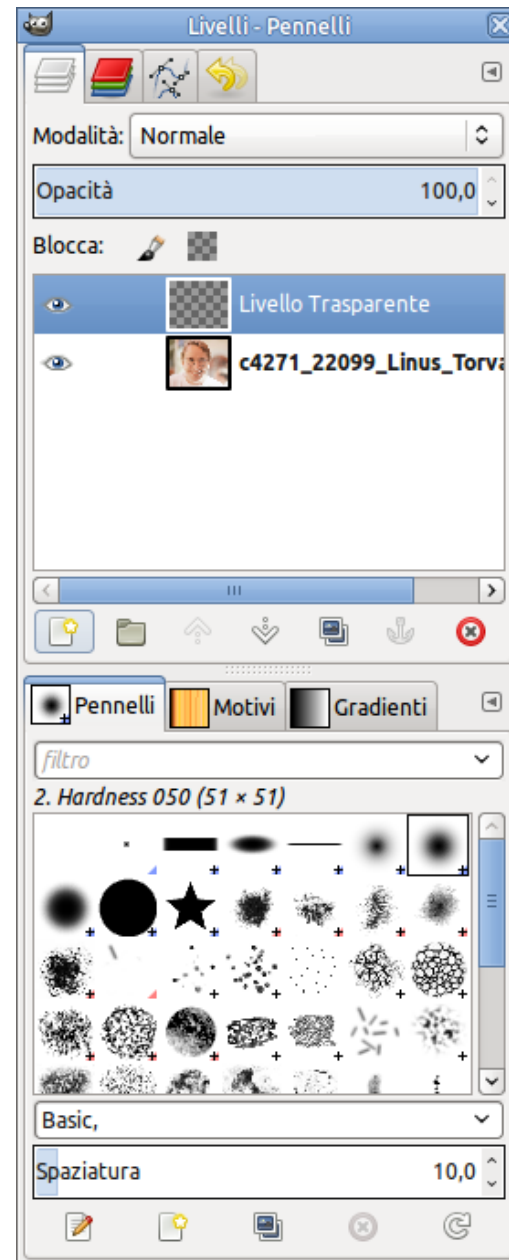 Livelli - Pennelli
Modalità: Normale
Opacità 100,0
Blocca:
Livello Trasparente
c4271_22099_Linus_Torva
Pennelli Motivi Gradienti
filtro
2. Hardness 050 (51 × 51)
Basic,
Spaziatura 10,0